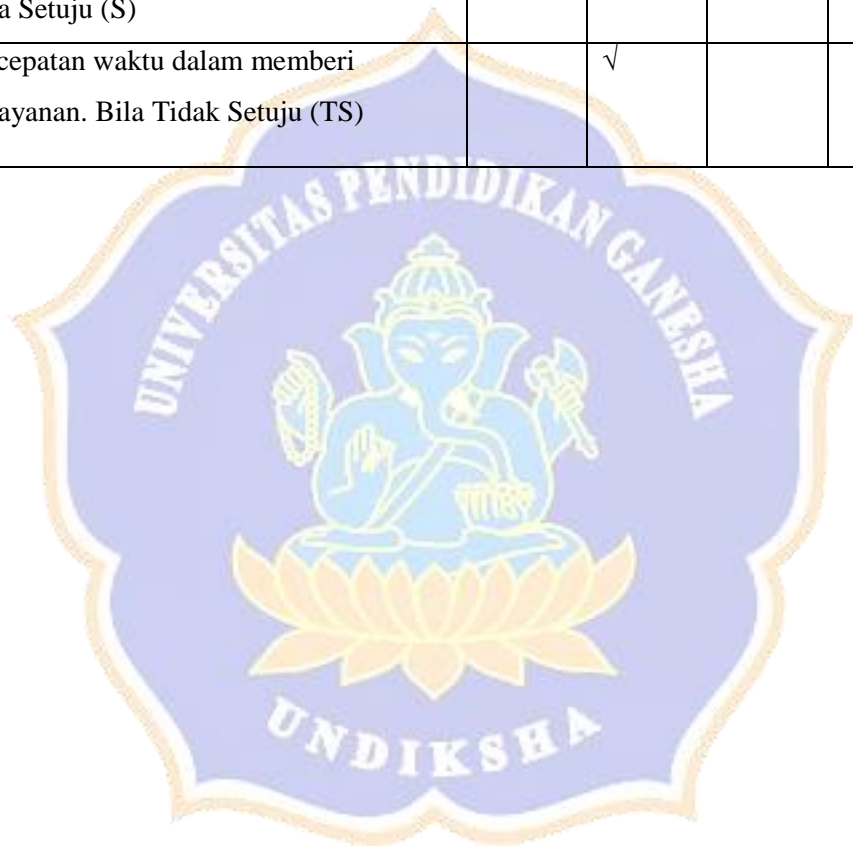 a Setuju (S)
cepatan waktu dalam memberi √
ayanan. Bila Tidak Setuju (TS)
UNIVERSITAS PENDIDIKAN GANESHA
UNDIKSHA